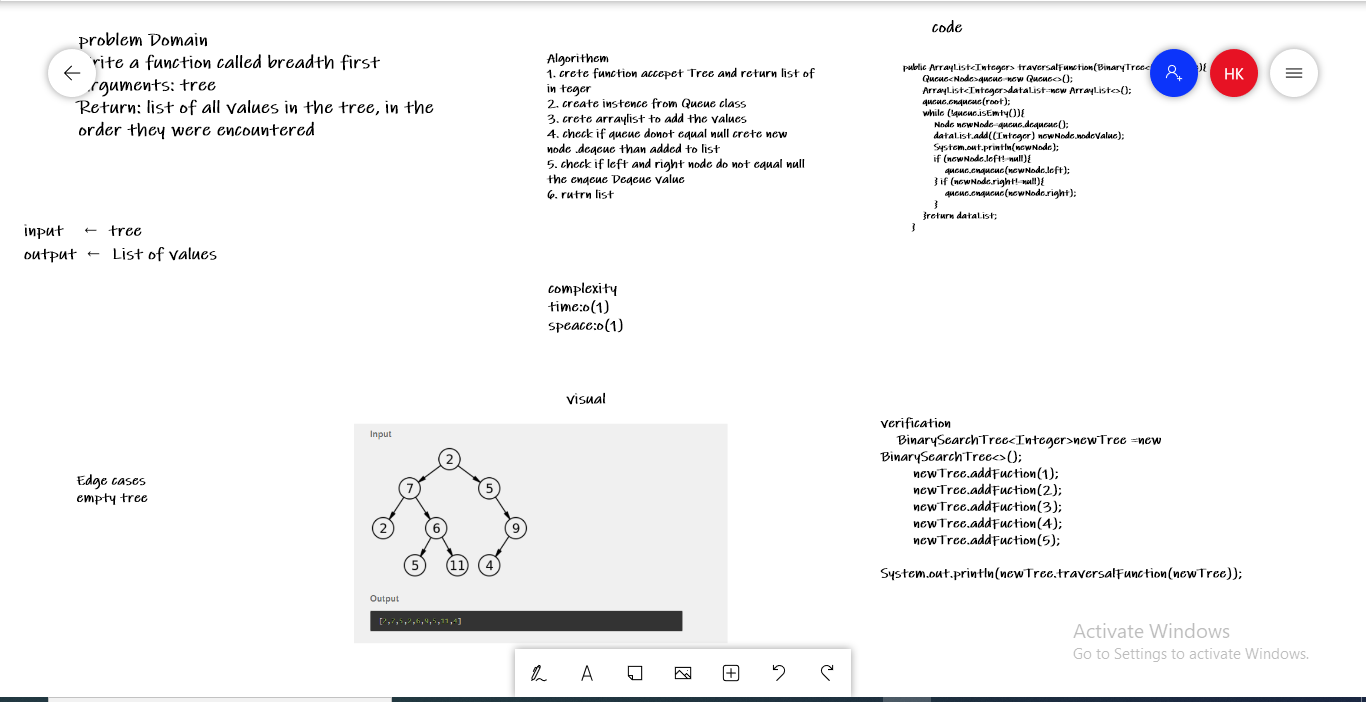 problem Domain
write a function called breadth first
arguments: tree
Return: list of all values in the tree, in the
order they were encountered
input ← tree
output ← List of values
Edge cases
empty tree
Algorithem
1. crete function accepet Tree and return list of
in teger
2. create instence from Queue class
3. crete arraylist to add the values
4. check if queue donot equal null crete new
node .deqeue than added to list
5. check if left and right node do not equal null
the enqeue Deqeue value
6. rutrn list
complexity
time:o(1)
speace:o(1)
visual
Input
2
7 5
2 6 9
5 11 4
Output
[2,7,5,2,6,9,5,11,4]
code
public ArrayList<Integer> traversalFunction(BinaryTree< ){
Queue<Node>queue=new Queue<>();
ArrayList<Integer>dataList=new ArrayList<>();
queue.enqueue(root);
while (!queue.isEmty()){
Node newNode=queue.dequeue();
dataList.add((Integer) newNode.nodeValue);
System.out.println(newNode);
if (newNode.left!=null){
queue.enqueue(newNode.left);
} if (newNode.right!=null){
queue.enqueue(newNode.right);
}
}return dataList;
}
HK
verification
BinarySearchTree<Integer>newTree =new
BinarySearchTree<>();
newTree.addFuction(1);
newTree.addFuction(2);
newTree.addFuction(3);
newTree.addFuction(4);
newTree.addFuction(5);
System.out.println(newTree.traversalFunction(newTree));
Activate Windows
Go to Settings to activate Windows.